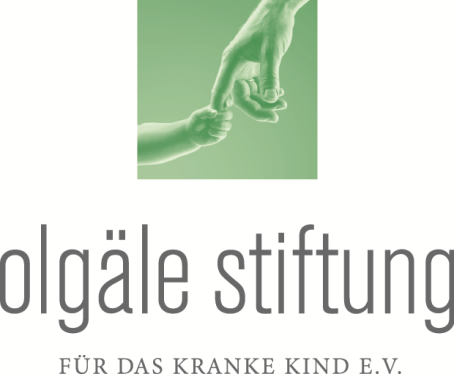 olgäle stiftung
FÜR DAS KRANKE KIND E.V.